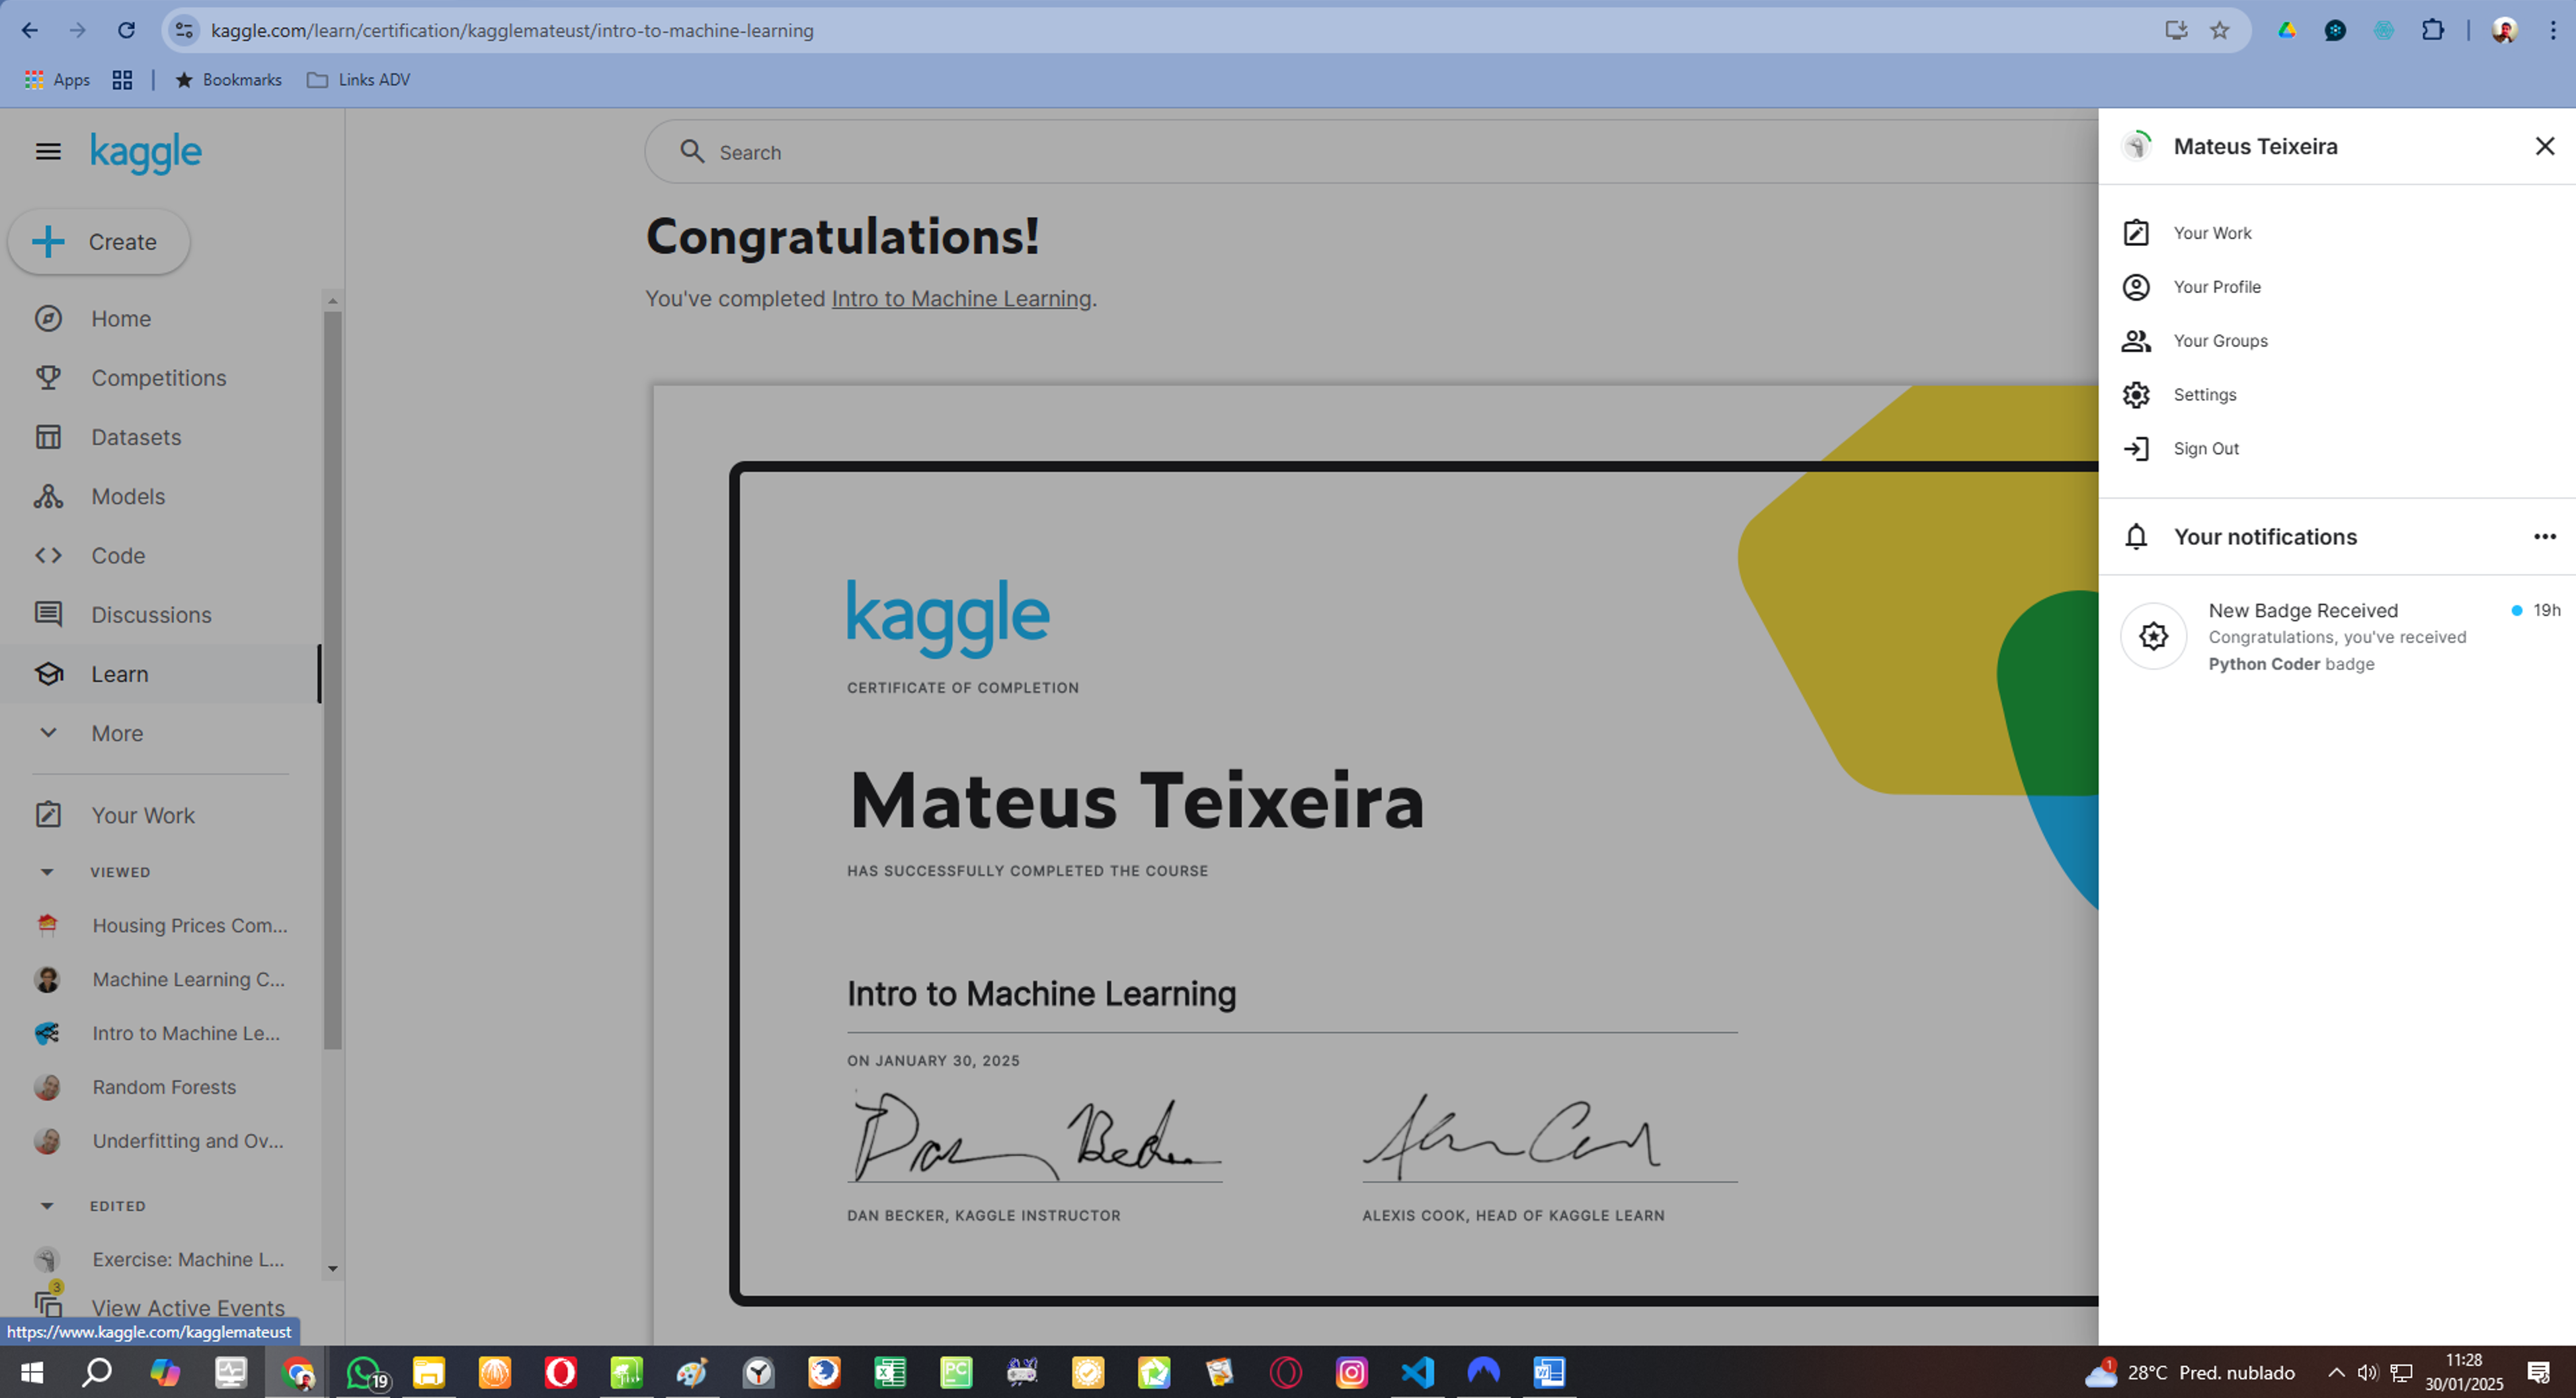 kaggle.com/learn/certification/kagglemateust/intro-to-machine-learning
Apps
Bookmarks
Links ADV
kaggle
Search
Create
Home
Competitions
Datasets
Models
Code
Discussions
Learn
More
Your Work
VIEWED
Housing Prices Com...
Machine Learning C...
Intro to Machine Le...
Random Forests
Underfitting and Ov...
EDITED
Exercise: Machine L...
3
View Active Events
https://www.kaggle.com/kagglemateust
Congratulations!
You've completed Intro to Machine Learning.
kaggle
CERTIFICATE OF COMPLETION
Mateus Teixeira
HAS SUCCESSFULLY COMPLETED THE COURSE
Intro to Machine Learning
ON JANUARY 30, 2025
Dan Becker
DAN BECKER, KAGGLE INSTRUCTOR
ALEXIS COOK, HEAD OF KAGGLE LEARN
Mateus Teixeira
Your Work
Your Profile
Your Groups
Settings
Sign Out
Your notifications
New Badge Received
19h
Congratulations, you've received
Python Coder badge
19
PC
1
28°C Pred. nublado
11:28
30/01/2025